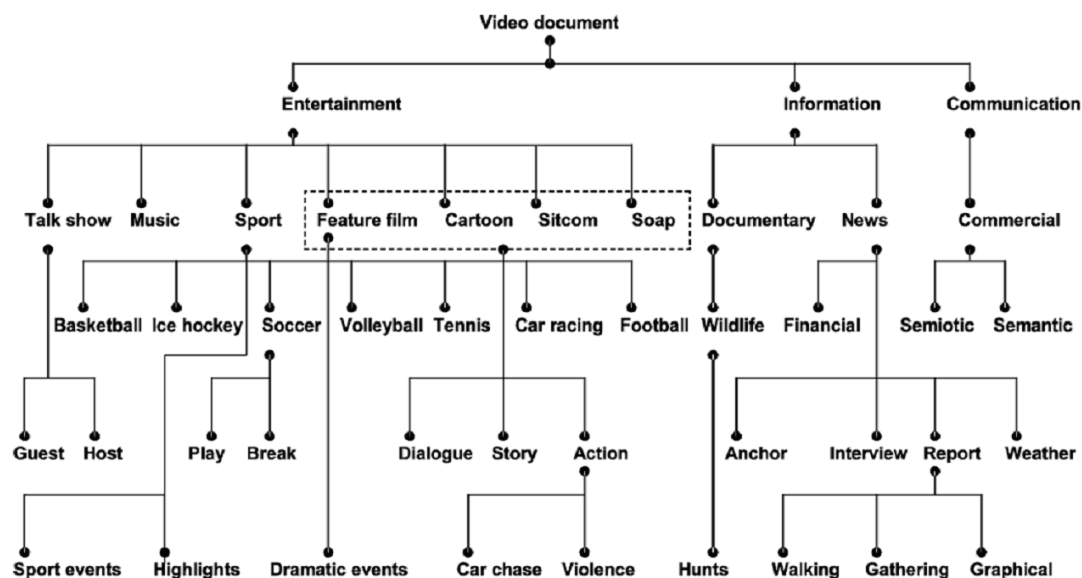 Video document
Entertainment Information Communication
Talk show Music Sport Feature film Cartoon Sitcom Soap Documentary News Commercial
Basketball Ice hockey Soccer Volleyball Tennis Car racing Football Wildlife Financial Semiotic Semantic
Guest Host Play Break Dialogue Story Action Anchor Interview Report Weather
Sport events Highlights Dramatic events Car chase Violence Hunts Walking Gathering Graphical